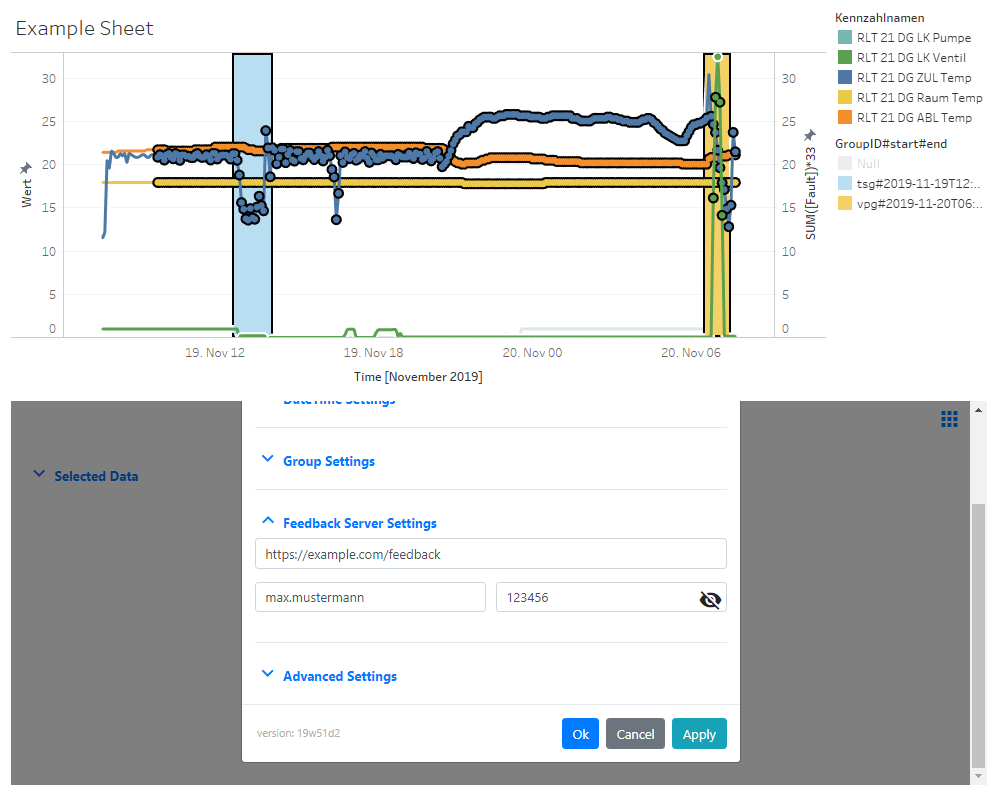 Example Sheet
Kennzahlnamen
RLT 21 DG LK Pumpe
RLT 21 DG LK Ventil
RLT 21 DG ZUL Temp
RLT 21 DG Raum Temp
RLT 21 DG ABL Temp
GroupID#start#end
Null
tsg#2019-11-19T12:..
vpg#2019-11-20T06:..
Wert
30
25
20
15
10
5
0
30
25
20
15
10
5
0
SUM([Fault])*33
19. Nov 12
19. Nov 18
20. Nov 00
20. Nov 06
Time [November 2019]
DateTime Settings
Selected Data
Group Settings
Feedback Server Settings
https://example.com/feedback
max.mustermann
123456
Advanced Settings
version: 19w51d2
Ok
Cancel
Apply